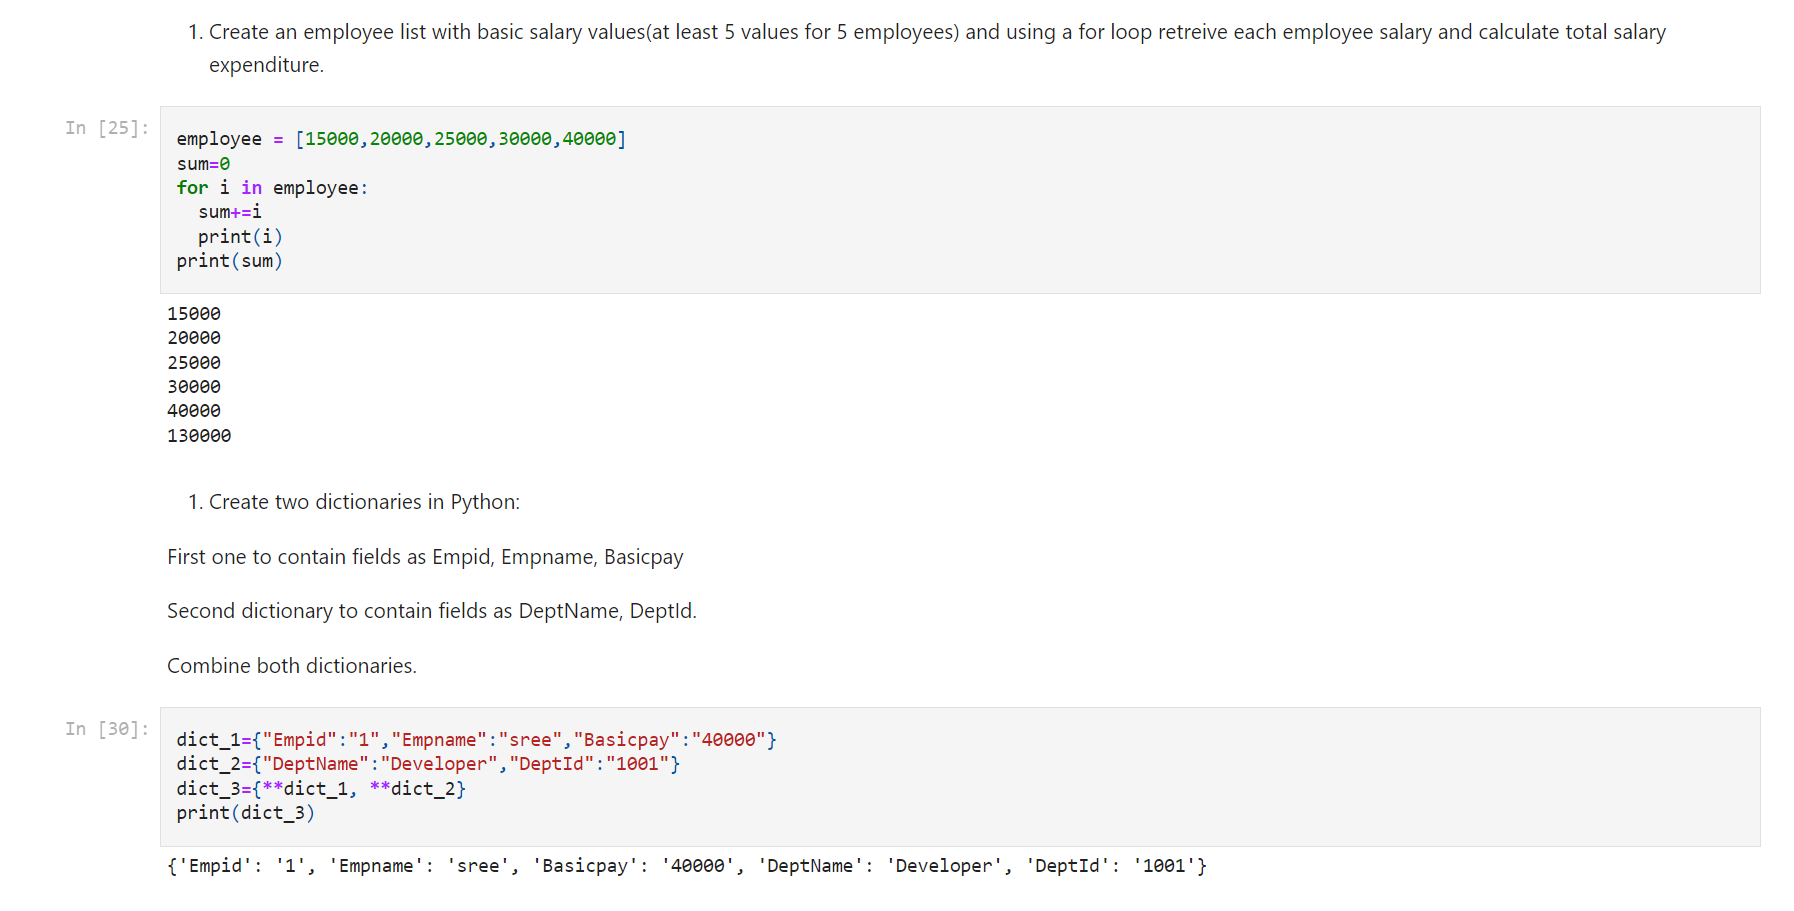 1. Create an employee list with basic salary values(at least 5 values for 5 employees) and using a for loop retreive each employee salary and calculate total salary
expenditure.
In [25]:
employee = [15000,20000,25000,30000,40000]
sum=0
for i in employee:
  sum+=i
  print(i)
print(sum)
15000
20000
25000
30000
40000
130000
1. Create two dictionaries in Python:
First one to contain fields as Empid, Empname, Basicpay
Second dictionary to contain fields as DeptName, DeptId.
Combine both dictionaries.
In [30]:
dict_1={"Empid":"1","Empname":"sree","Basicpay":"40000"}
dict_2={"DeptName":"Developer","DeptId":"1001"}
dict_3={**dict_1, **dict_2}
print(dict_3)
{'Empid': '1', 'Empname': 'sree', 'Basicpay': '40000', 'DeptName': 'Developer', 'DeptId': '1001'}